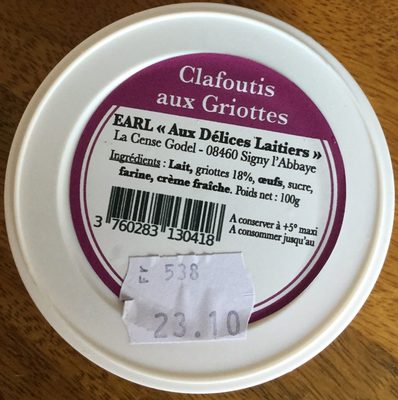 Clafoutis
aux Griottes
EARL « Aux Délices Laitiers »
La Cense Godel - 08460 Signy l'Abbaye
Ingrédients : Lait, griottes 18%, œufs, sucre,
farine, crème fraîche. Poids net : 100g
A conserver à +5° maxi
A consommer jusqu'au
3 760283 130418
538
23.10